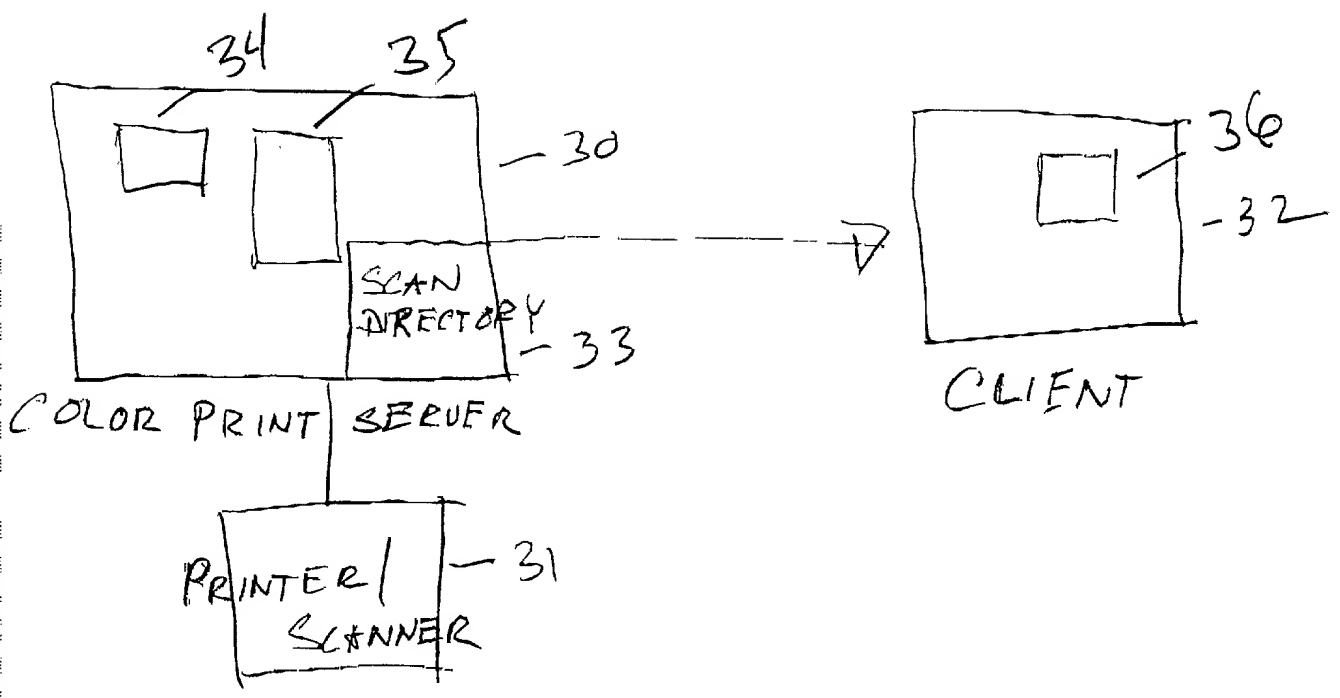 34
35
30
36
32
SCAN
DIRECTORY
33
CLIENT
COLOR PRINT SERVER
PRINTER/
SCANNER
31